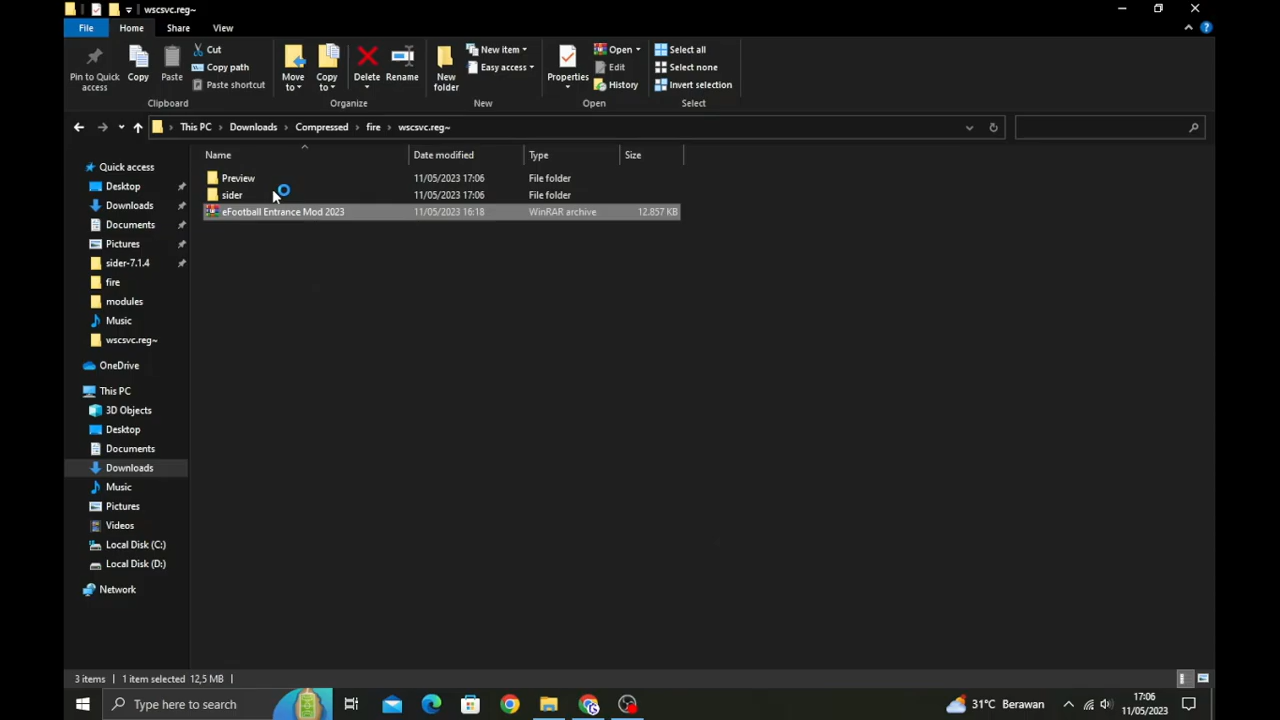 wscsvc.reg~
File Home Share View
Pin to Quick access
Copy
Paste
Cut
Copy path
Paste shortcut
Clipboard
Move to
Copy to
Delete
Rename
Organize
New folder
New item
Easy access
New
Properties
Open
Edit
History
Open
Select all
Select none
Invert selection
Select
This PC > Downloads > Compressed > fire > wscsvc.reg~
Name Date modified Type Size
Preview 11/05/2023 17:06 File folder
sider 11/05/2023 17:06 File folder
eFootball Entrance Mod 2023 11/05/2023 16:18 WinRAR archive 12.857 KB
Quick access
Desktop
Downloads
Documents
Pictures
sider-7.1.4
fire
modules
Music
wscsvc.reg~
OneDrive
This PC
3D Objects
Desktop
Documents
Downloads
Music
Pictures
Videos
Local Disk (C:)
Local Disk (D:)
Network
3 items 1 item selected 12,5 MB
Type here to search
31°C Berawan
17:06
11/05/2023